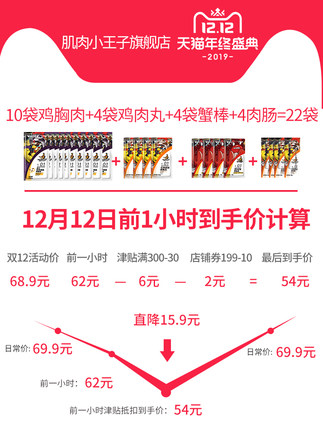 肌肉小王子旗舰店
12.12
天猫年终盛典
-2019-
10袋鸡胸肉+4袋鸡肉丸+4袋蟹棒+4肉肠=22袋
+ + +
12月12日前1小时到手价计算
双12活动价 前一小时 津贴满300-30 店铺券199-10 最后到手价
68.9元 62元 — 6元 — 2元 = 54元
直降15.9元
日常价: 69.9元
日常价: 69.9元
前一小时: 62元
前一小时津贴抵扣到手价: 54元